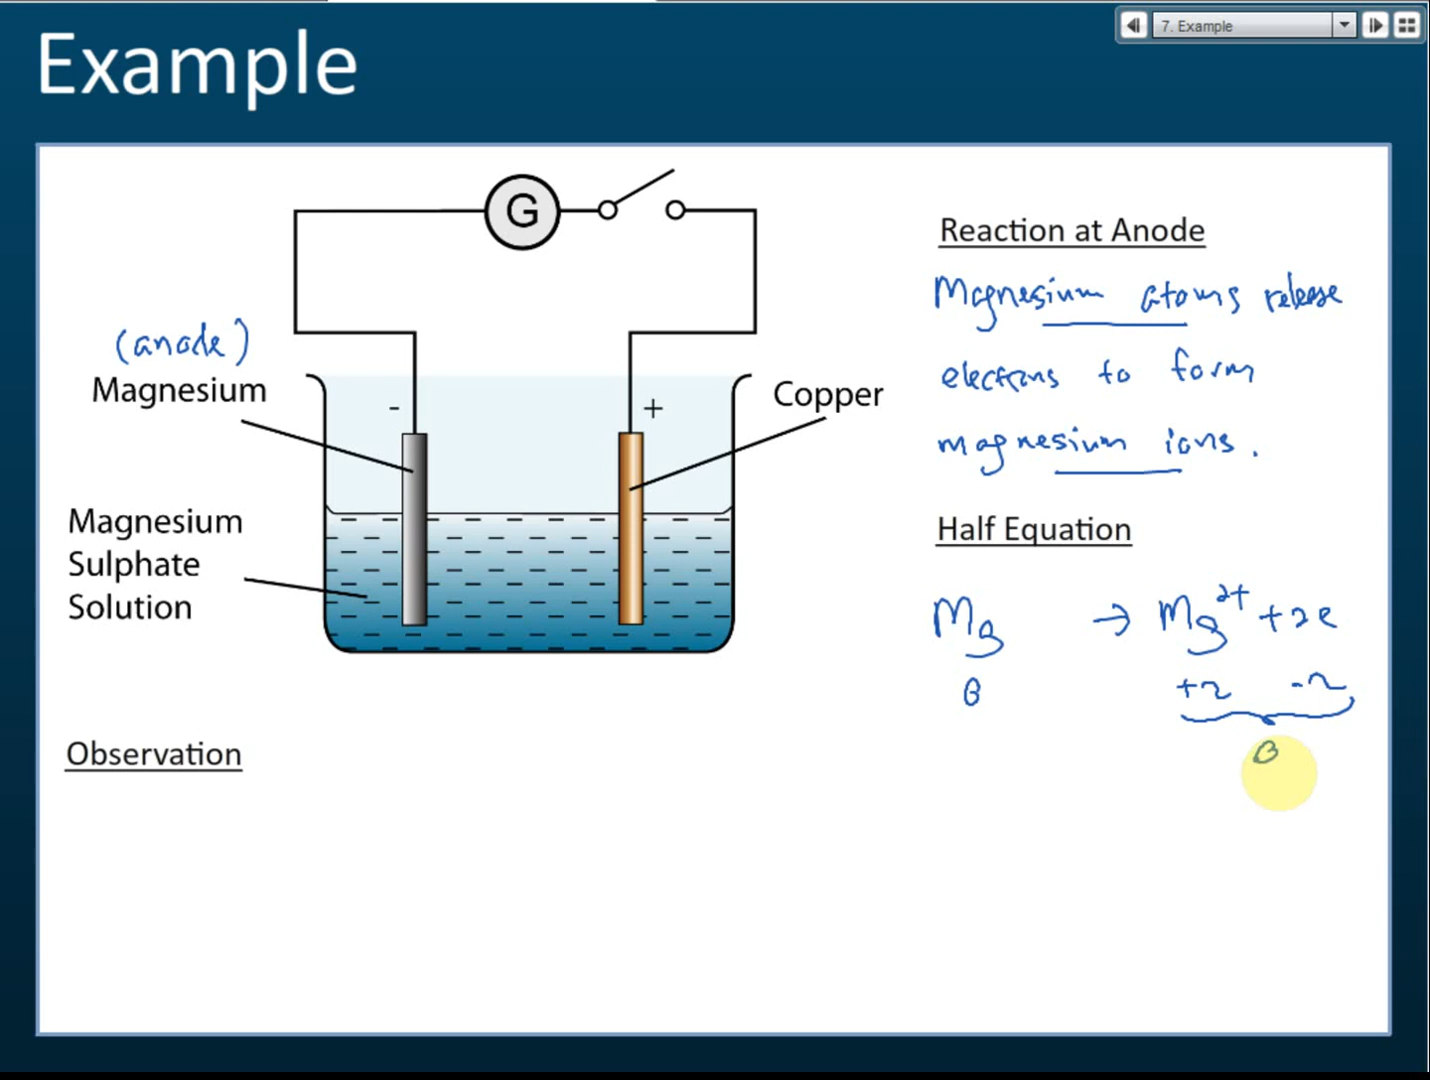 Example
7. Example
G
(anode)
Magnesium
-
+
Copper
Magnesium
Sulphate
Solution
Observation
Reaction at Anode
Magnesium atoms release
electrons to form
magnesium ions.
Half Equation
Mg → Mg²⁺ + 2e
0 +2 -2
0